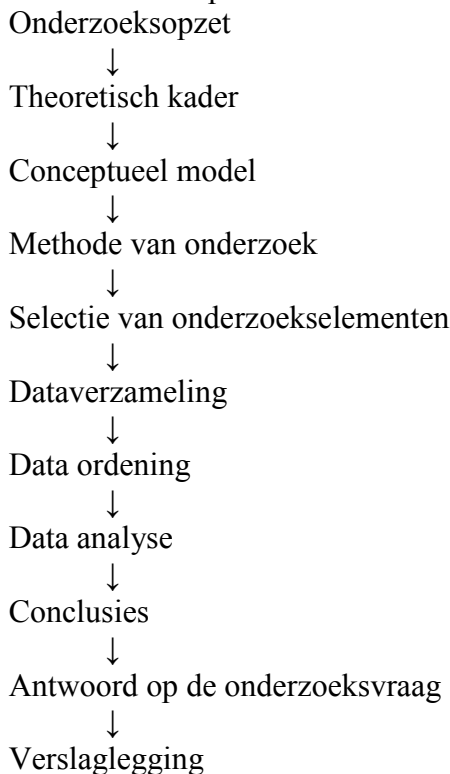 Onderzoeksopzet
↓
Theoretisch kader
↓
Conceptueel model
↓
Methode van onderzoek
↓
Selectie van onderzoekselementen
↓
Dataverzameling
↓
Data ordening
↓
Data analyse
↓
Conclusies
↓
Antwoord op de onderzoeksvraag
↓
Verslaglegging